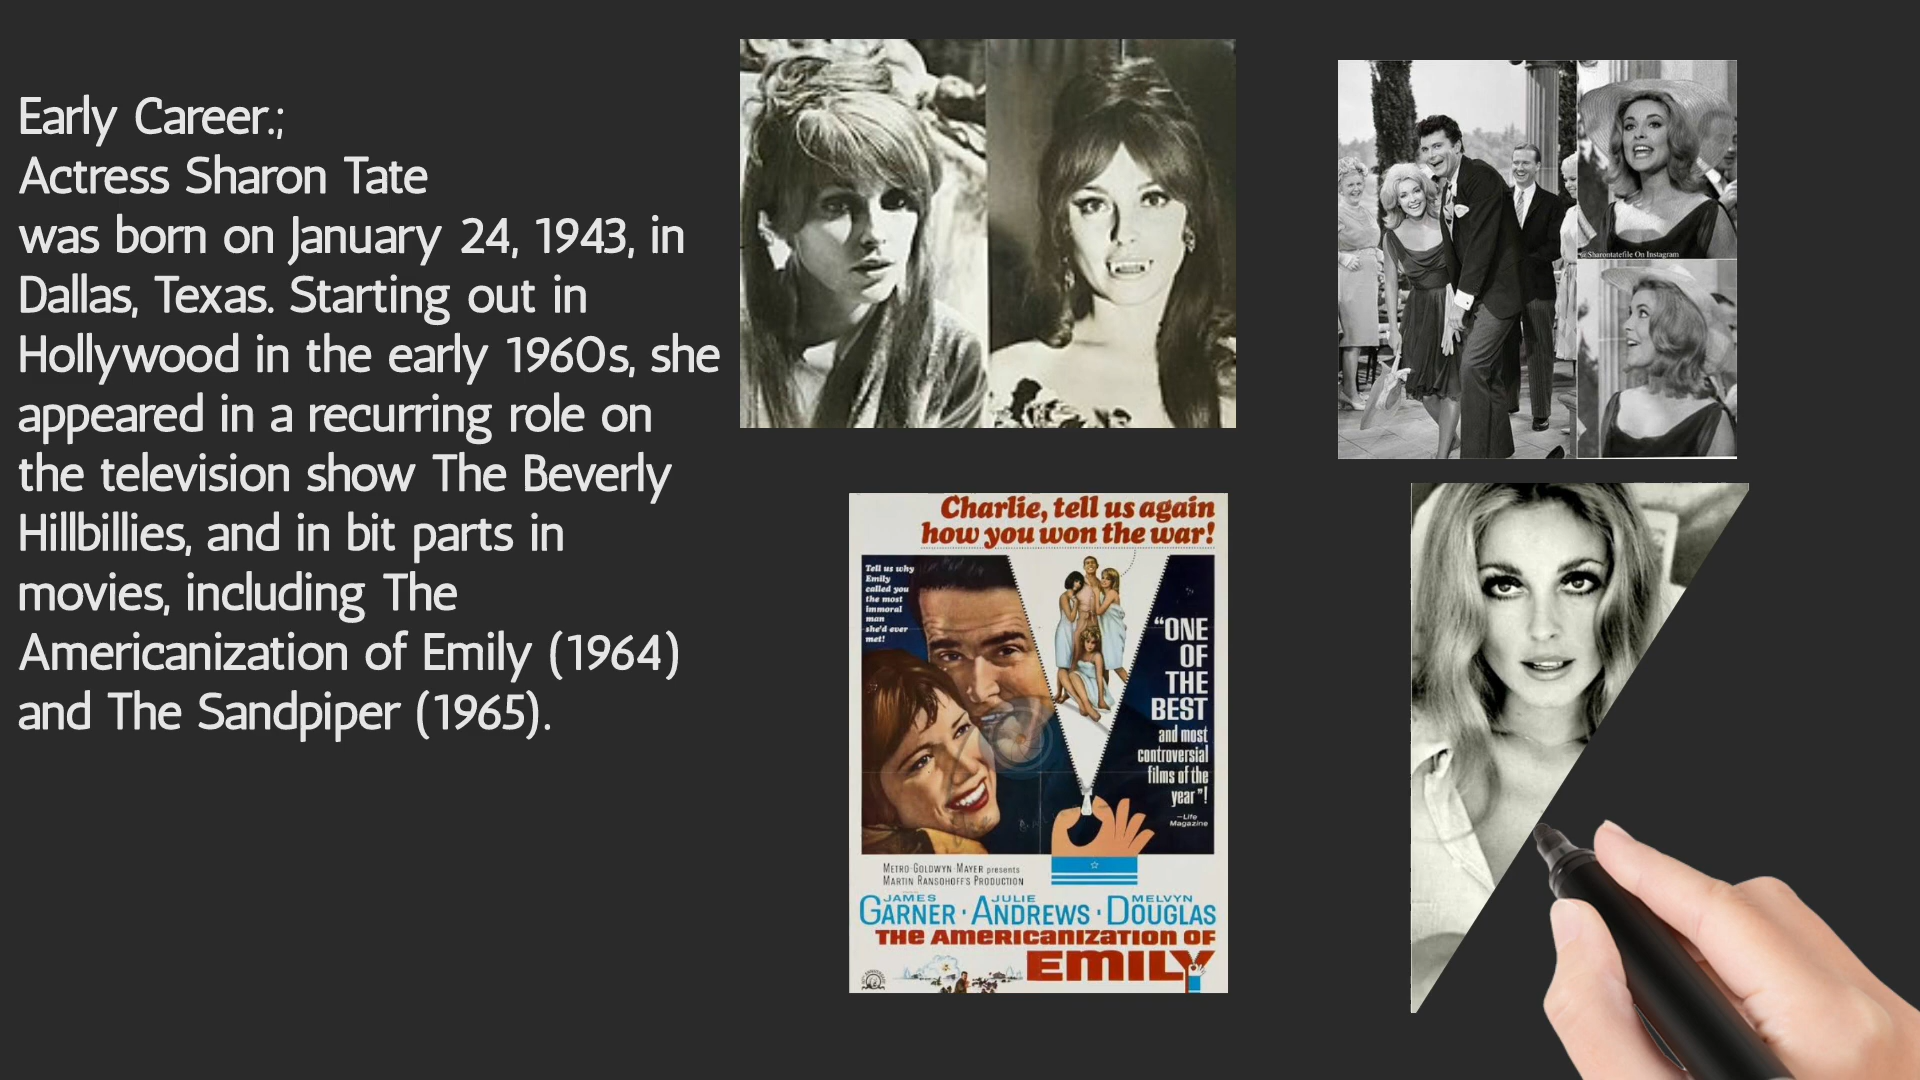 Early Career.;
Actress Sharon Tate
was born on January 24, 1943, in
Dallas, Texas. Starting out in
Hollywood in the early 1960s, she
appeared in a recurring role on
the television show The Beverly
Hillbillies, and in bit parts in
movies, including The
Americanization of Emily (1964)
and The Sandpiper (1965).
@Sharontatefile On Instagram
Charlie, tell us again
how you won the war!
Tell us why
Emily
called you
the most
immoral
man
she'd ever
met!
"ONE
OF
THE
BEST
and most
controversial
films of the
year"!
—Life
Magazine
METRO-GOLDWYN-MAYER presents
MARTIN RANSOHOFF'S PRODUCTION
JAMES GARNER · JULIE ANDREWS · MELVYN DOUGLAS
THE AMERICANIZATION OF
EMILY